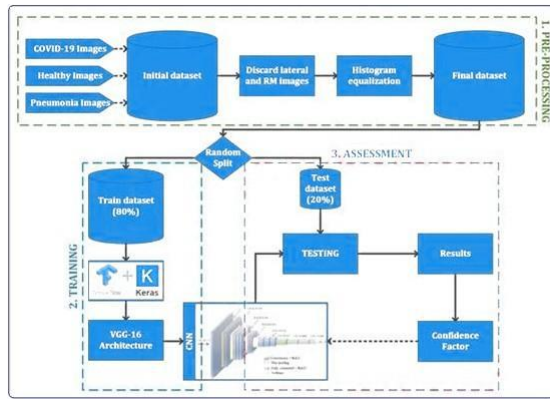 1. PRE-PROCESSING
COVID-19 Images
Healthy Images
Pneumonia Images
Initial dataset
Discard lateral
and RM images
Histogram
equalization
Final dataset
Random
Split
3. ASSESSMENT
2. TRAINING
Train dataset
(80%)
Test
dataset
(20%)
TESTING
Results
+
K
Keras
VGG-16
Architecture
CNN
Confidence
Factor